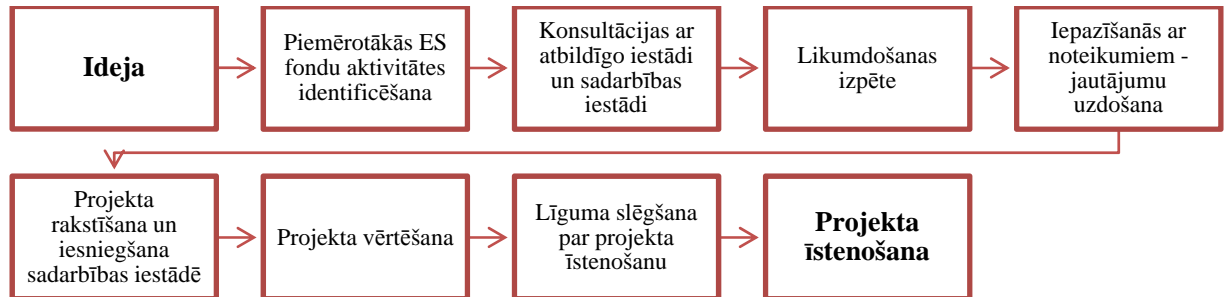 Ideja
Piemērotākās ES
fondu aktivitātes
identificēšana
Konsultācijas ar
atbildīgo iestādi
un sadarbības
iestādi
Likumdošanas
izpēte
Iepazīšanās ar
noteikumiem -
jautājumu
uzdošana
Projekta
rakstīšana un
iesniegšana
sadarbības iestādē
Projekta vērtēšana
Līguma slēgšana
par projekta
īstenošanu
Projekta
īstenošana